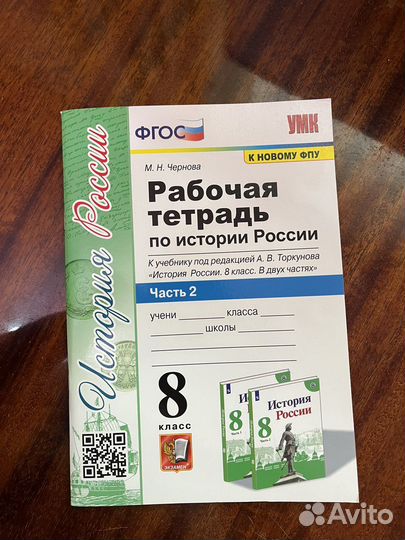 ФГОС
УМК
К НОВОМУ ФПУ
М. Н. Чернова
Рабочая
тетрадь
по истории России
К учебнику под редакцией А. В. Торкунова
«История России. 8 класс. В двух частях»
Часть 2
учени класса
школы
8
класс
История России
ЭКЗАМЕН
8
И
8
История
России
Avito